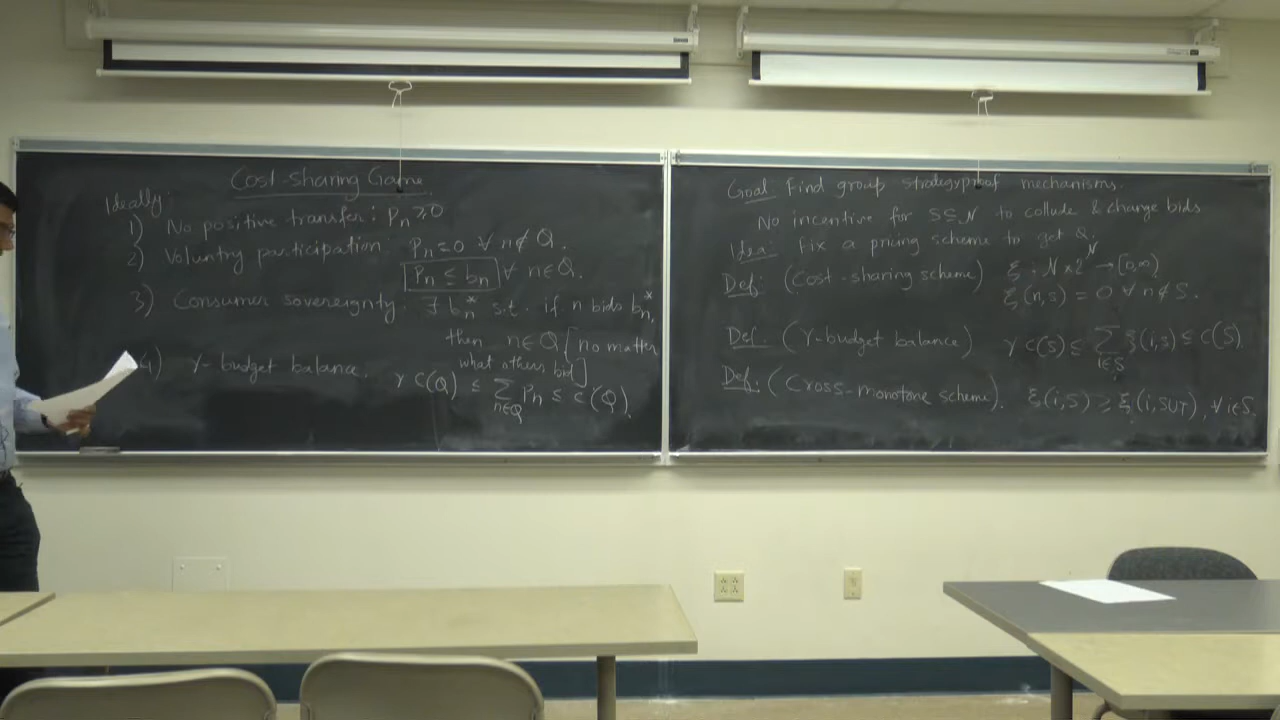 Cost-sharing Game
Ideally:
1) No positive transfer: Pn ≥ 0
2) Voluntry participation: Pn = 0 ∀ n ∉ Q.
Pn ≤ bn ∀ n ∈ Q.
3) Consumer sovereignty. ∃ bn* s.t. if n bids bn*,
then n ∈ Q [no matter
what others bid]
4) γ-budget balance. γ C(Q) ≤ Σ_{n∈Q} Pn ≤ C(Q).
Goal: Find group strategyproof mechanisms.
No incentive for S ⊆ N to collude & change bids
Idea: Fix a pricing scheme to get Q.
Def: (Cost-sharing scheme) ξ: N × 2^N → [0,∞)
ξ(n,S) = 0 ∀ n ∉ S.
Def: (γ-budget balance) γ C(S) ≤ Σ_{i∈S} ξ(i,S) ≤ C(S).
Def: (Cross-monotone scheme). ξ(i,S) ≥ ξ(i,S∪T), ∀ i∈S.